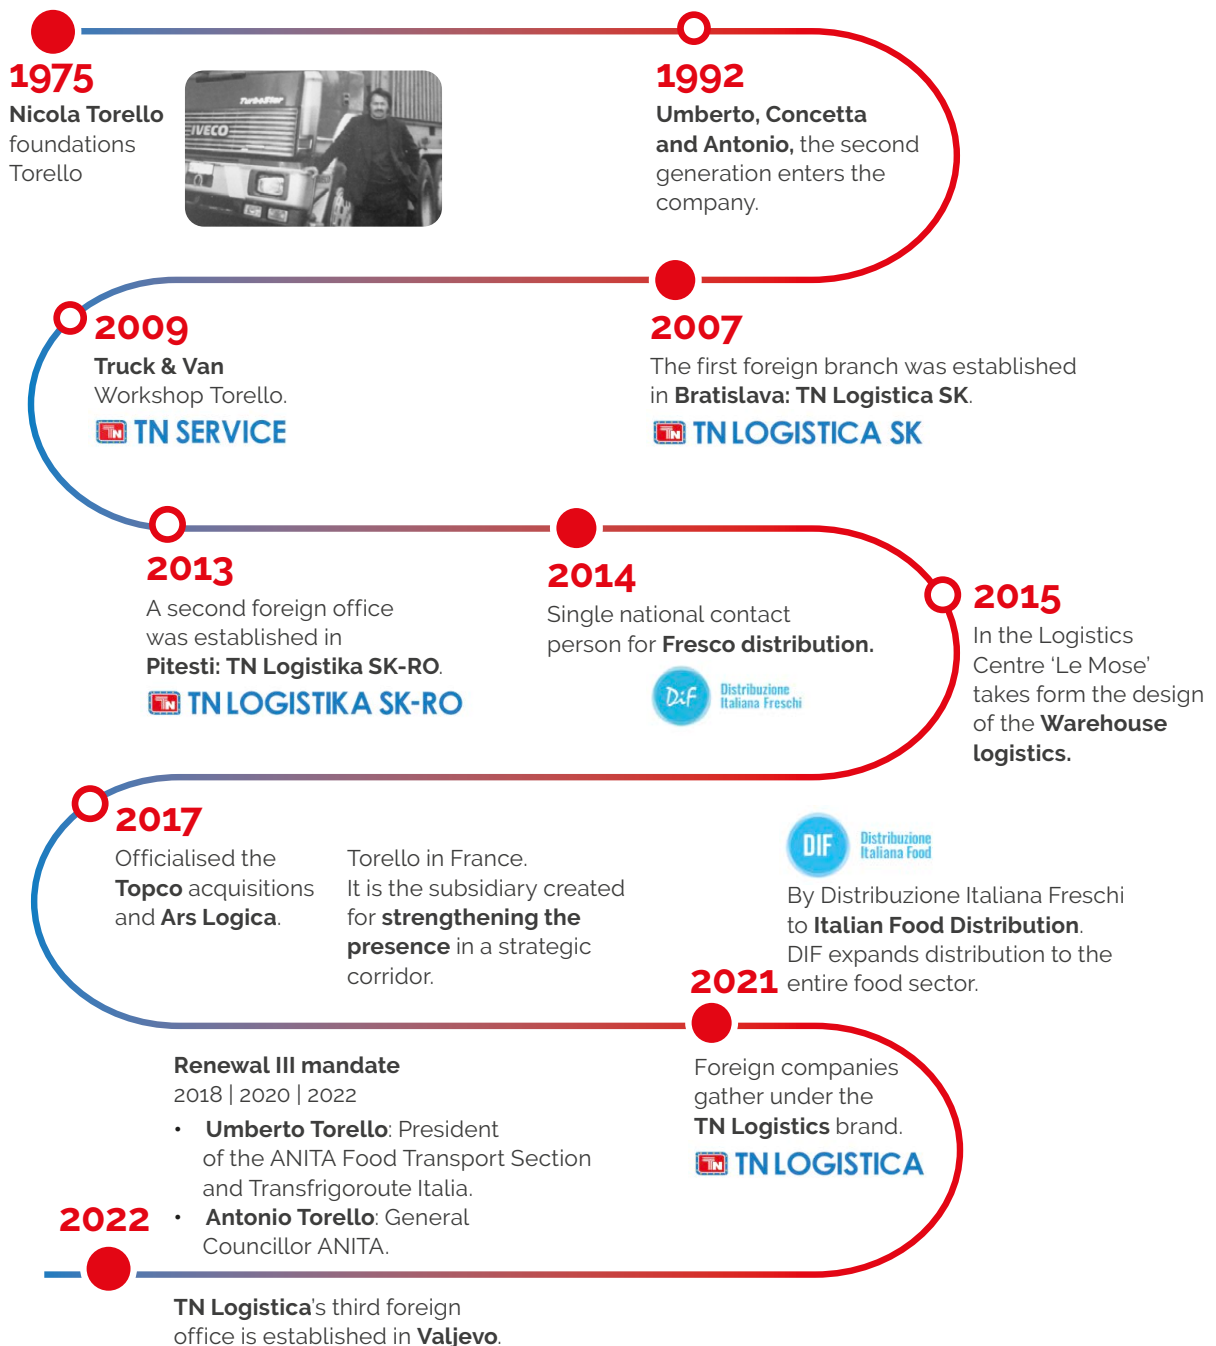 1975
Nicola Torello
foundations
Torello
TurboStar
IVECO
1992
Umberto, Concetta
and Antonio, the second
generation enters the
company.
2007
The first foreign branch was established
in Bratislava: TN Logistica SK.
TN TN LOGISTICA SK
2009
Truck & Van
Workshop Torello.
TN TN SERVICE
2013
A second foreign office
was established in
Pitesti: TN Logistika SK-RO.
TN TN LOGISTIKA SK-RO
2014
Single national contact
person for Fresco distribution.
DiF Distribuzione
Italiana Freschi
2015
In the Logistics
Centre ‘Le Mose’
takes form the design
of the Warehouse
logistics.
2017
Officialised the
Topco acquisitions
and Ars Logica.
Torello in France.
It is the subsidiary created
for strengthening the
presence in a strategic
corridor.
DIF Distribuzione
Italiana Food
By Distribuzione Italiana Freschi
to Italian Food Distribution.
DIF expands distribution to the
entire food sector.
2021
Foreign companies
gather under the
TN Logistics brand.
TN TN LOGISTICA
Renewal III mandate
2018 | 2020 | 2022
• Umberto Torello: President
of the ANITA Food Transport Section
and Transfrigoroute Italia.
• Antonio Torello: General
Councillor ANITA.
2022
TN Logistica’s third foreign
office is established in Valjevo.